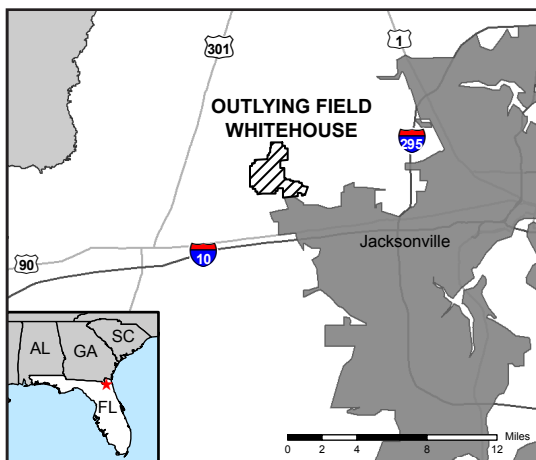 301
1
OUTLYING FIELD
WHITEHOUSE
295
Jacksonville
10
90
AL
GA
SC
FL
Miles
0 2 4 8 12